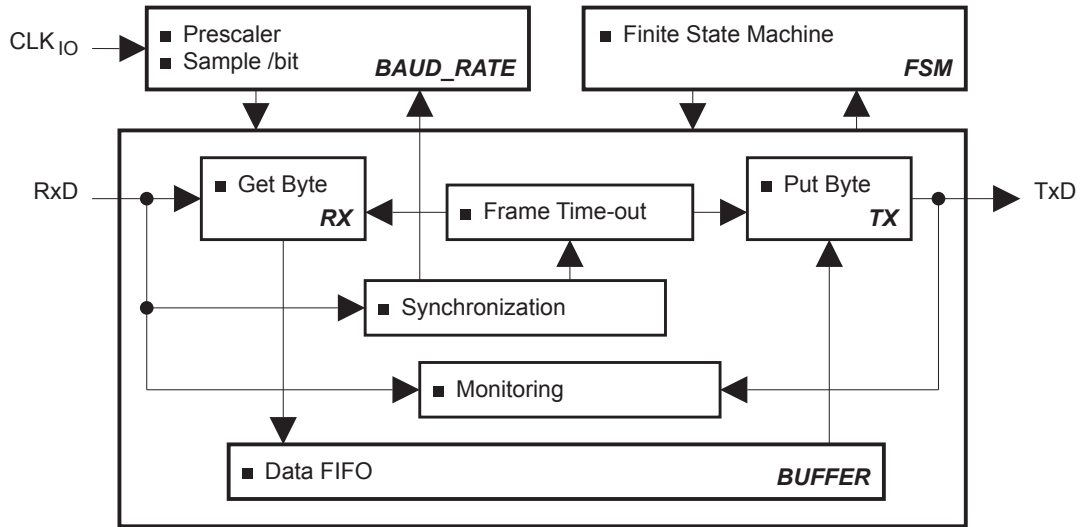 CLK IO
■ Prescaler
■ Sample /bit
BAUD_RATE
■ Finite State Machine
FSM
RxD
■ Get Byte
RX
■ Frame Time-out
■ Put Byte
TX
TxD
■ Synchronization
■ Monitoring
■ Data FIFO
BUFFER